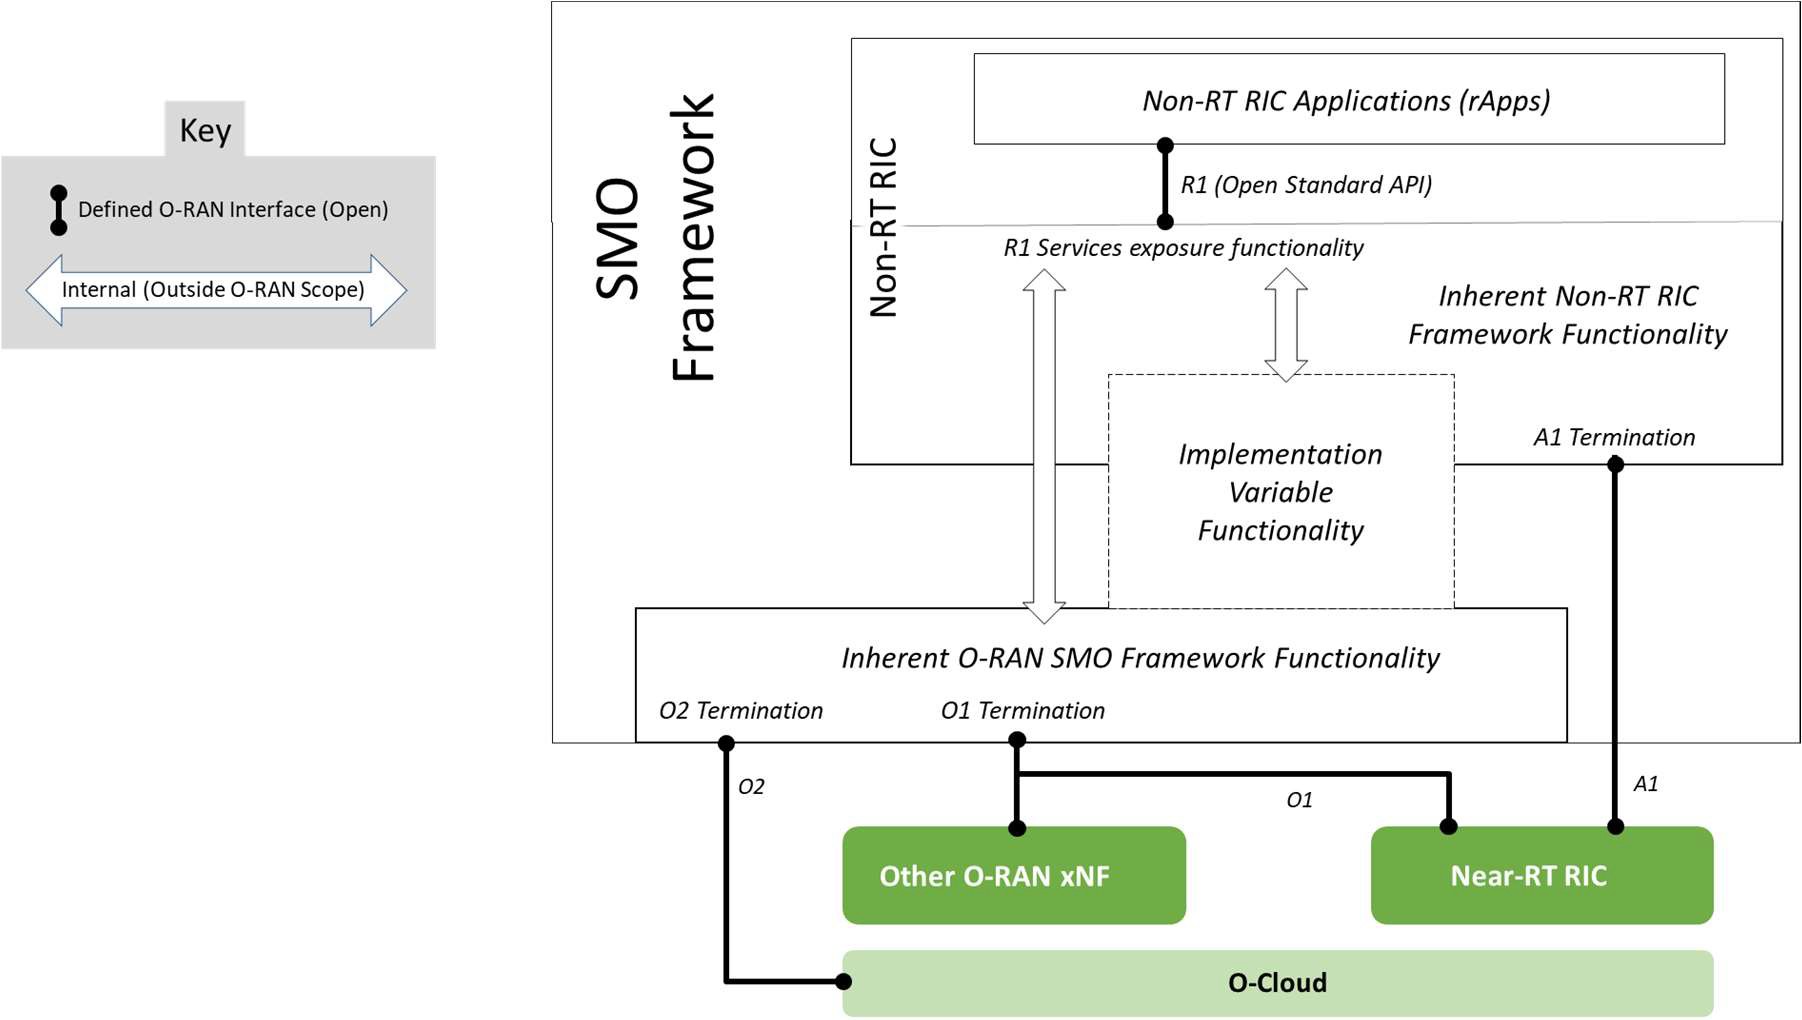 Key
Defined O-RAN Interface (Open)
Internal (Outside O-RAN Scope)
SMO
Framework
Non-RT RIC
Non-RT RIC Applications (rApps)
R1 (Open Standard API)
R1 Services exposure functionality
Inherent Non-RT RIC
Framework Functionality
A1 Termination
Implementation
Variable
Functionality
Inherent O-RAN SMO Framework Functionality
O2 Termination
O1 Termination
O2
O1
A1
Other O-RAN xNF
Near-RT RIC
O-Cloud